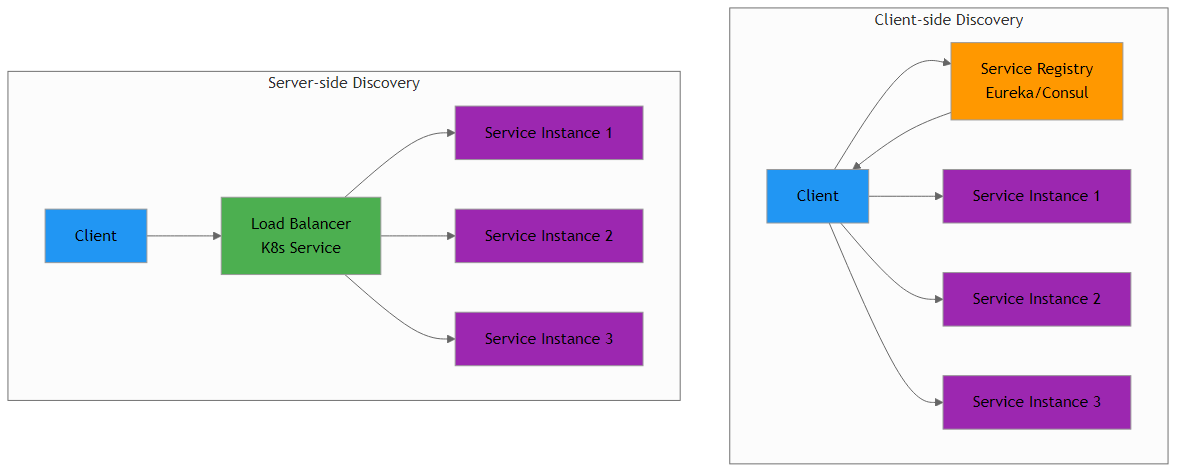 Server-side Discovery
Client
Load Balancer
K8s Service
Service Instance 1
Service Instance 2
Service Instance 3
Client-side Discovery
Service Registry
Eureka/Consul
Client
Service Instance 1
Service Instance 2
Service Instance 3